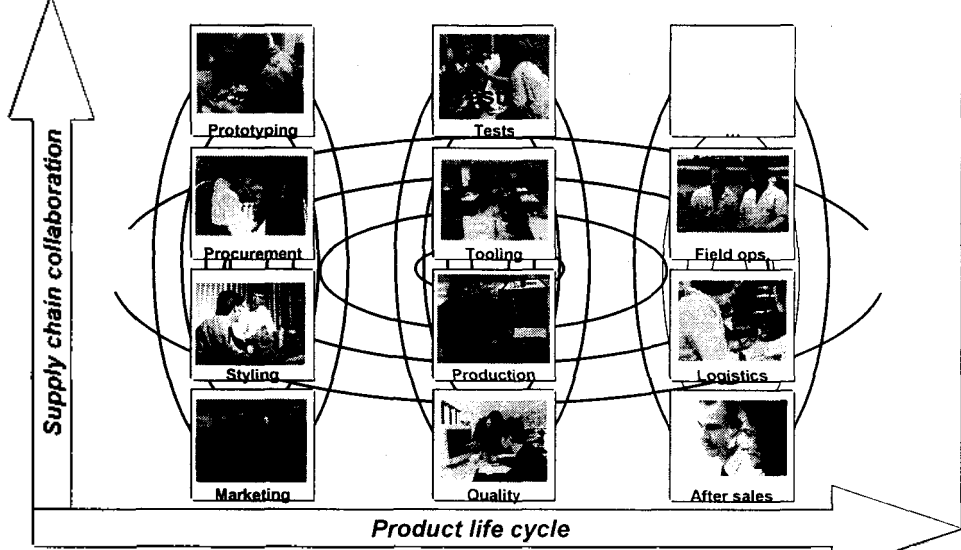 Prototyping
Tests
...
Procurement
Tooling
Field ops
Styling
Production
Logistics
Marketing
Quality
After sales
Supply chain collaboration
Product life cycle